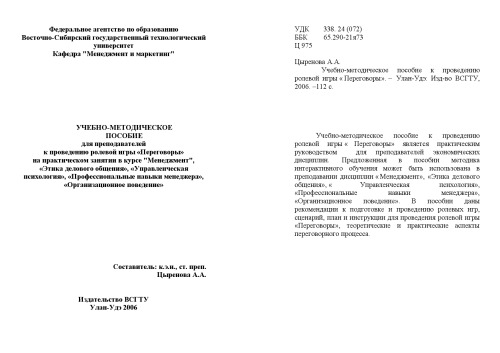 Федеральное агентство по образованию
Восточно-Сибирский государственный технологический
университет
Кафедра "Менеджмент и маркетинг"
УЧЕБНО-МЕТОДИЧЕСКОЕ
ПОСОБИЕ
для преподавателей
к проведению ролевой игры «Переговоры»
на практическом занятии в курсе "Менеджмент",
«Этика делового общения», «Управленческая
психология», «Профессиональные навыки менеджера»,
«Организационное поведение»
Составитель: к.э.н., ст. преп.
Цыренова А.А.
Издательство ВСГТУ
Улан-Удэ 2006
УДК 338. 24 (072)
ББК 65.290-21я73
Ц 975
Цыренова А.А.
Учебно-методическое пособие к проведению
ролевой игры « Переговоры». – Улан-Удэ: Изд-во ВСГТУ,
2006. –112 с.
Учебно-методическое пособие к проведению
ролевой игры « Переговоры» является практическим
руководством для преподавателей экономических
дисциплин. Предложенная в пособии методика
интерактивного обучения может быть использована в
преподавании дисциплин «Менеджмент», «Этика делового
общения», « Управленческая психология»,
«Профессиональные навыки менеджера»,
«Организационное поведение». В пособии даны
рекомендации к подготовке и проведению ролевых игр,
сценарий, план и инструкции для проведения ролевой игры
«Переговоры», теоретические и практические аспекты
переговорного процесса.